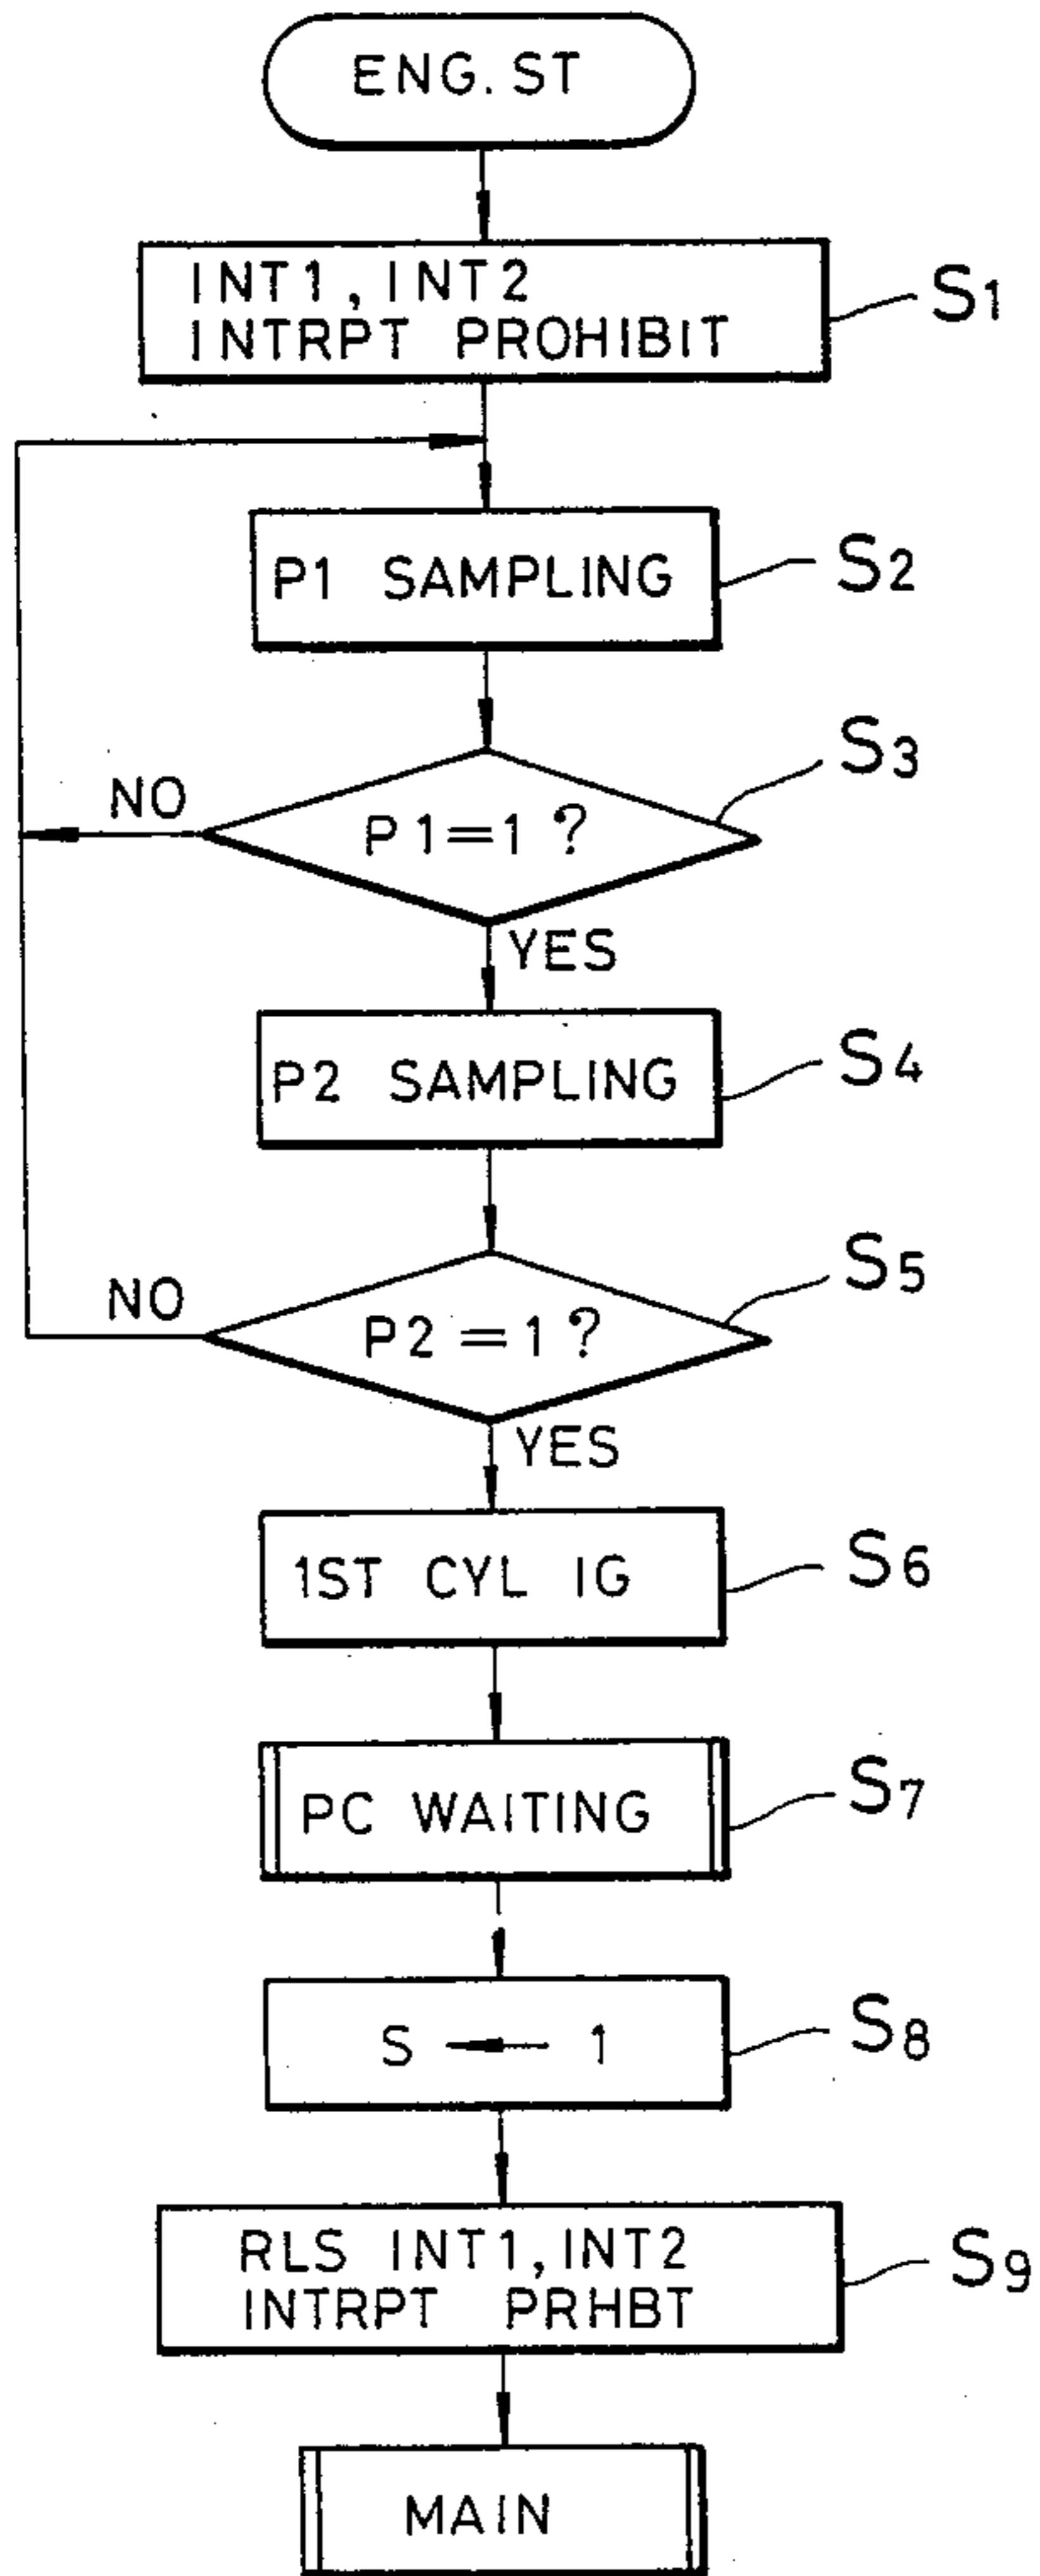 ENG. ST
INT1, INT2
INTRPT PROHIBIT
S1
P1 SAMPLING
S2
P1=1 ?
S3
NO
YES
P2 SAMPLING
S4
P2=1 ?
S5
NO
YES
1ST CYL IG
S6
PC WAITING
S7
S ← 1
S8
RLS INT1, INT2
INTRPT PRHBT
S9
MAIN